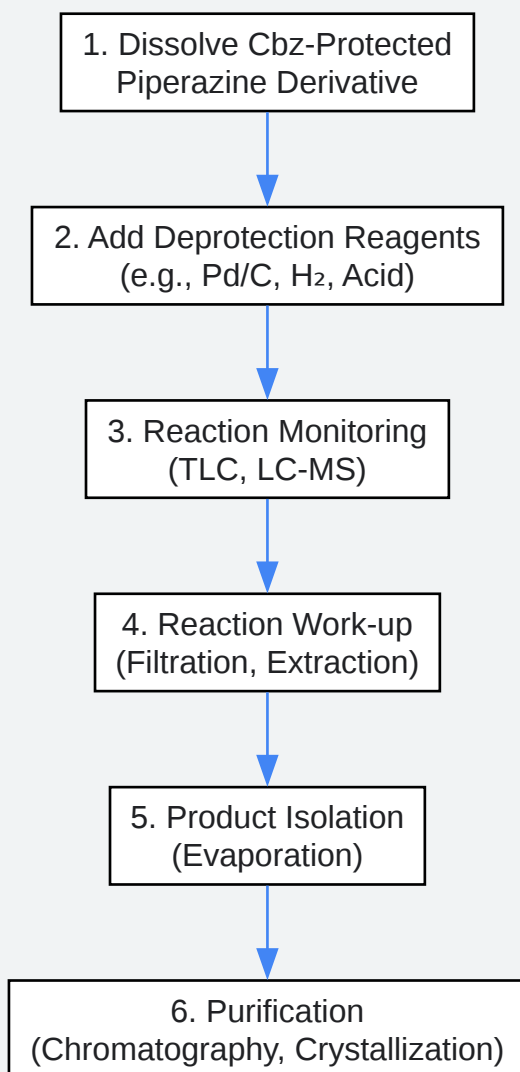 1. Dissolve Cbz-Protected
Piperazine Derivative
2. Add Deprotection Reagents
(e.g., Pd/C, H₂, Acid)
3. Reaction Monitoring
(TLC, LC-MS)
4. Reaction Work-up
(Filtration, Extraction)
5. Product Isolation
(Evaporation)
6. Purification
(Chromatography, Crystallization)